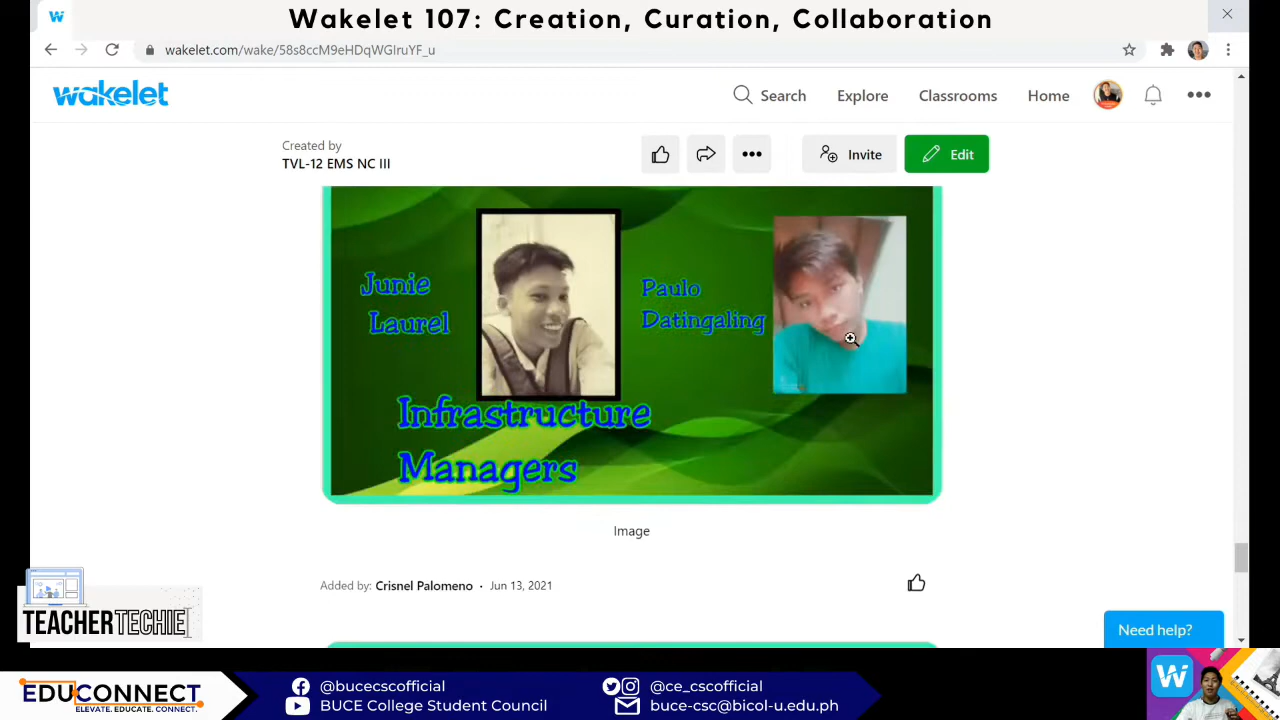 Wakelet 107: Creation, Curation, Collaboration
wakelet.com/wake/58s8ccM9eHDqWGIruYF_u
wakelet
Search
Explore
Classrooms
Home
Created by
TVL-12 EMS NC III
Invite
Edit
Junie
Laurel
Paulo
Datingaling
Infrastructure
Managers
Image
Added by: Crisnel Palomeno · Jun 13, 2021
TEACHERTECHIE
Need help?
EDUCONNECT
ELEVATE. EDUCATE. CONNECT.
@bucecscofficial
BUCE College Student Council
@ce_cscofficial
buce-csc@bicol-u.edu.ph